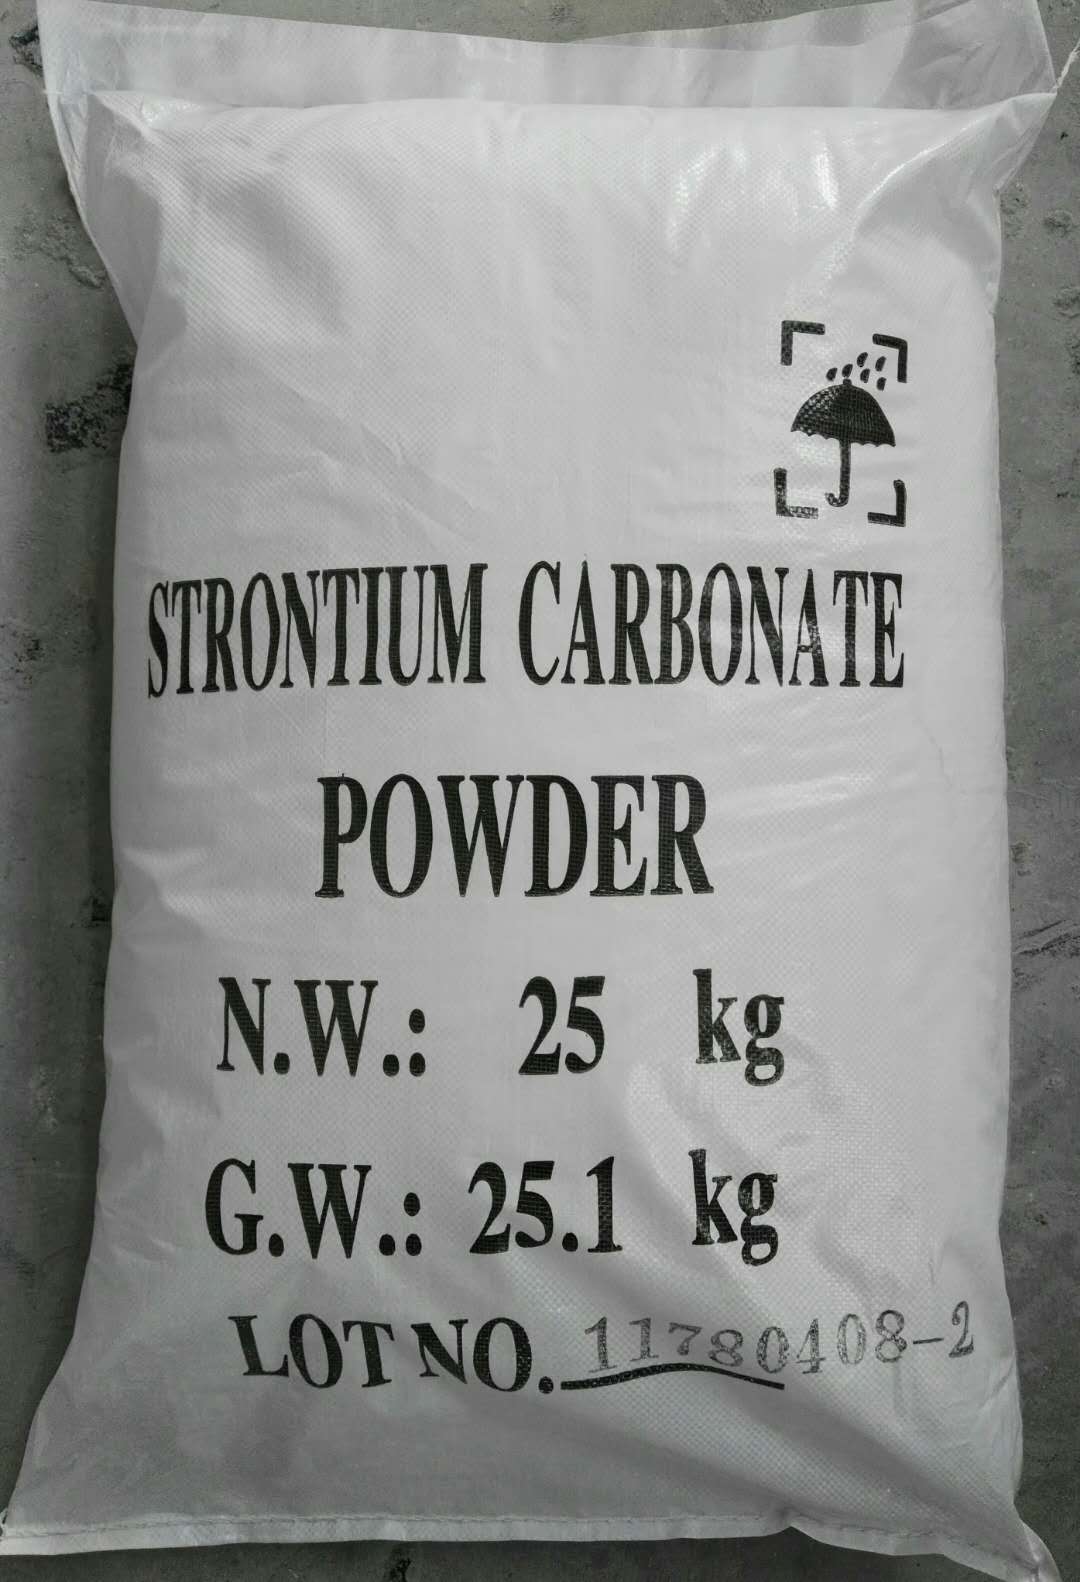 STRONTIUM CARBONATE
POWDER
N.W.: 25 kg
G.W.: 25.1 kg
LOT NO. 11780408-2